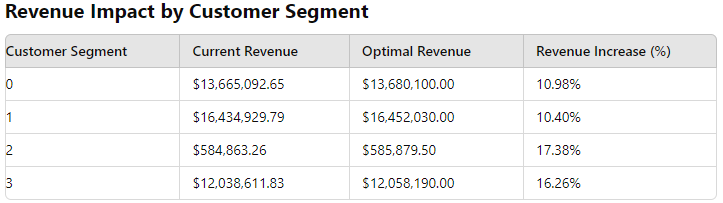 Revenue Impact by Customer Segment
Customer Segment Current Revenue Optimal Revenue Revenue Increase (%)
0 $13,665,092.65 $13,680,100.00 10.98%
1 $16,434,929.79 $16,452,030.00 10.40%
2 $584,863.26 $585,879.50 17.38%
3 $12,038,611.83 $12,058,190.00 16.26%